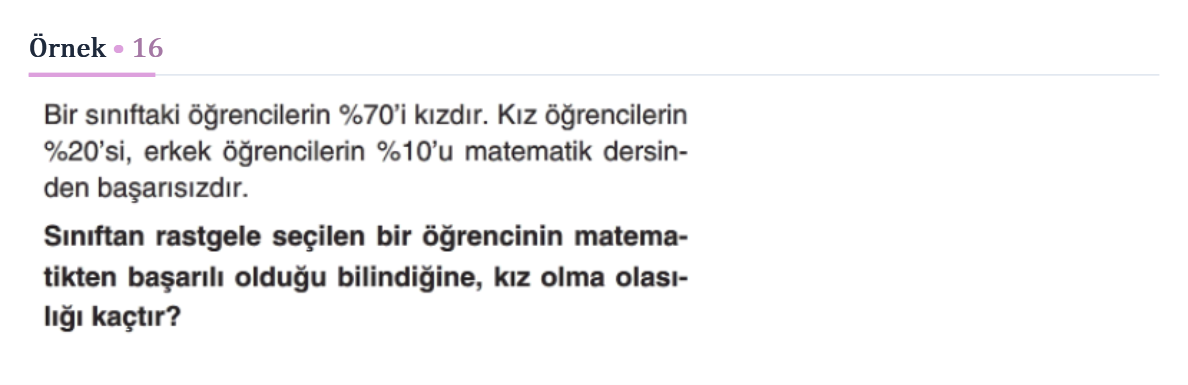 Örnek • 16
Bir sınıftaki öğrencilerin %70'i kızdır. Kız öğrencilerin
%20'si, erkek öğrencilerin %10'u matematik dersin-
den başarısızdır.
Sınıftan rastgele seçilen bir öğrencinin matema-
tikten başarılı olduğu bilindiğine, kız olma olası-
lığı kaçtır?